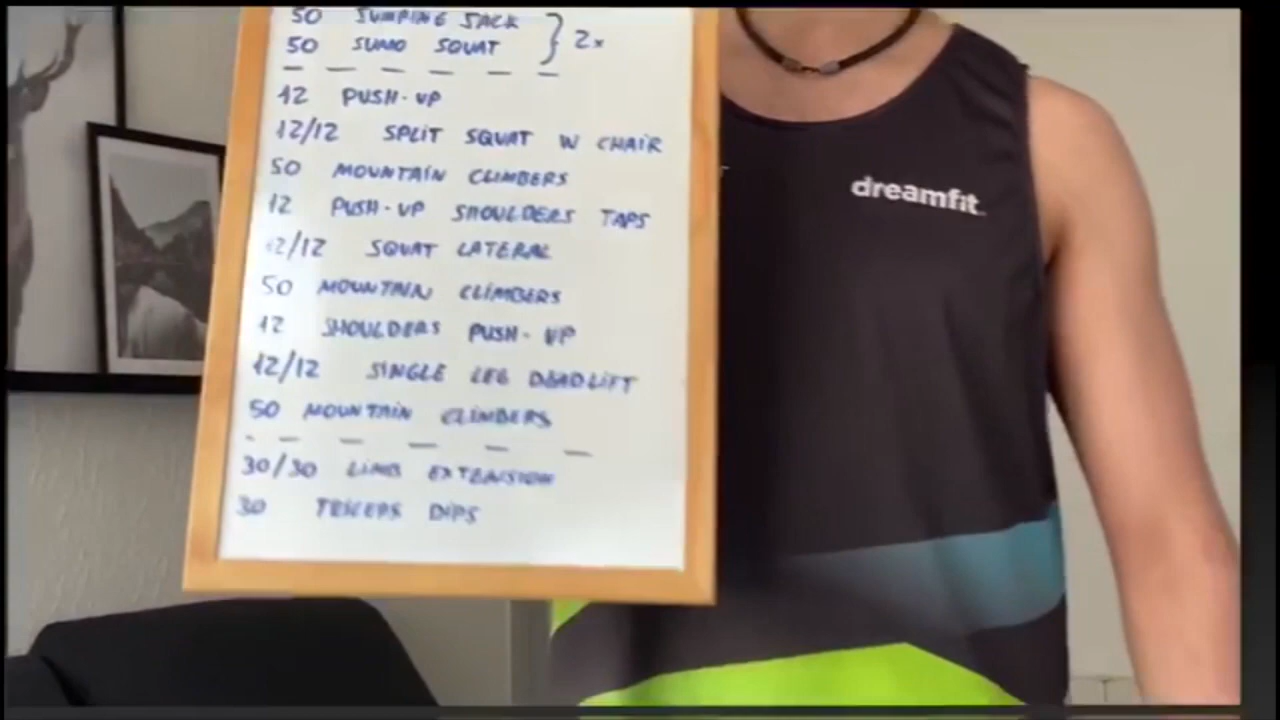 50 JUMPING JACK
50 SUMO SQUAT } 2x
12 PUSH-UP
12/12 SPLIT SQUAT W CHAIR
50 MOUNTAIN CLIMBERS
12 PUSH-UP SHOULDERS TAPS
12/12 SQUAT LATERAL
50 MOUNTAIN CLIMBERS
12 SHOULDERS PUSH-UP
12/12 SINGLE LEG DEADLIFT
50 MOUNTAIN CLIMBERS
30/30 LIMB EXTENSION
30 TRICEPS DIPS
dreamfit